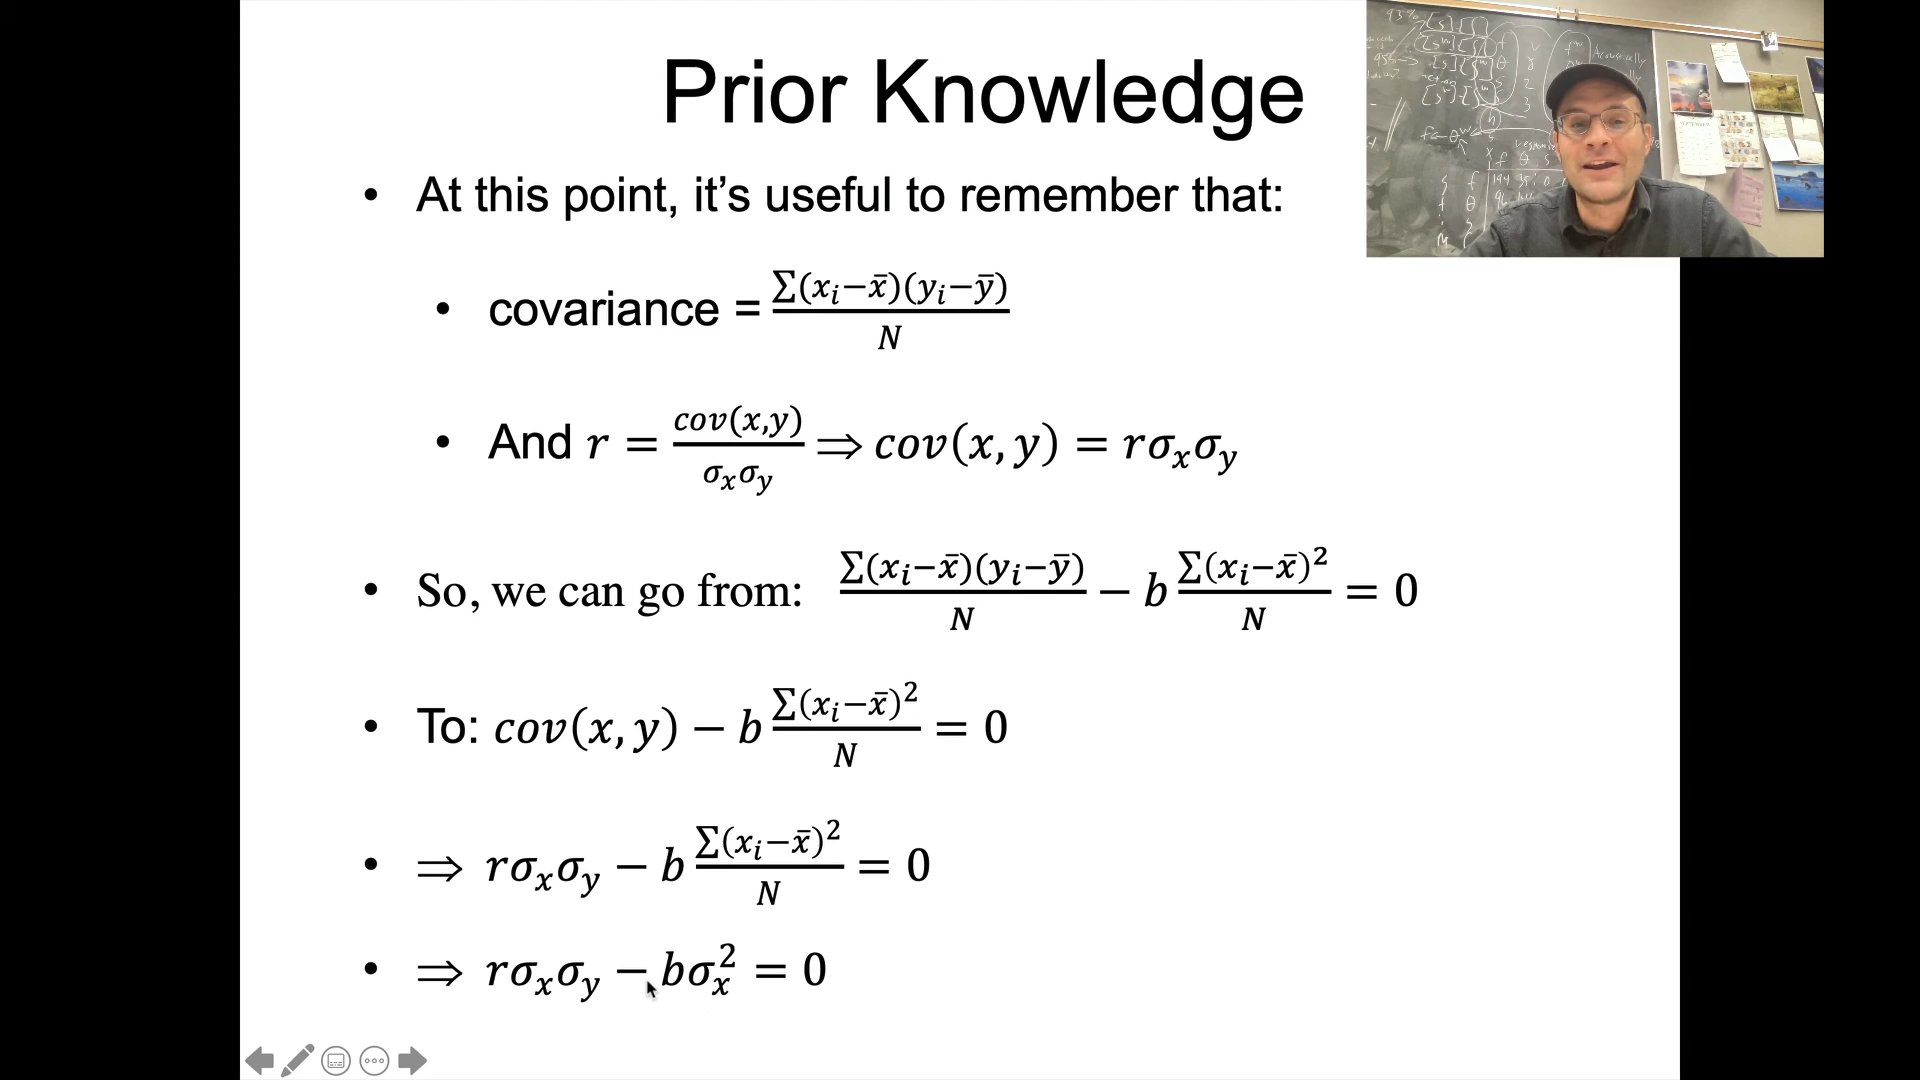 Prior Knowledge
• At this point, it’s useful to remember that:
• covariance = ∑(xᵢ−x̄)(yᵢ−ȳ) / N
• And r = cov(x,y) / σₓσᵧ ⟹ cov(x, y) = rσₓσᵧ
• So, we can go from: ∑(xᵢ−x̄)(yᵢ−ȳ) / N − b ∑(xᵢ−x̄)² / N = 0
• To: cov(x, y) − b ∑(xᵢ−x̄)² / N = 0
• ⟹ rσₓσᵧ − b ∑(xᵢ−x̄)² / N = 0
• ⟹ rσₓσᵧ − bσₓ² = 0
93%
Acoustically